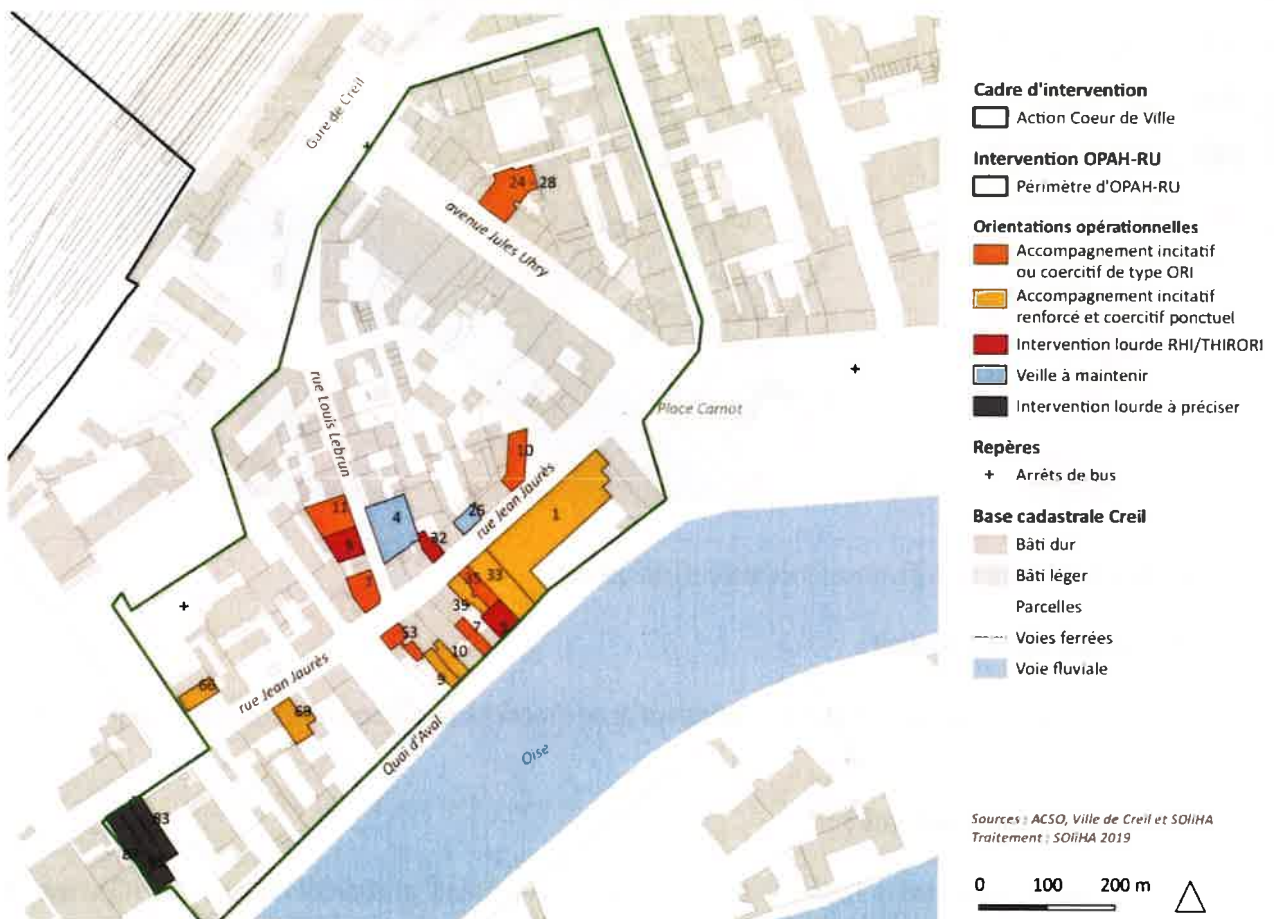 Gare de Creil
24 - 28
avenue Jules Uhry
rue Louis Lebrun
Place Carnot
10
rue Jean Jaurès
1
11
4
26
32
9
7
35
33
39
53
7
10
9
68
rue Jean Jaurès
69
Quai d'Aval
Oise
83
Cadre d'intervention
Action Coeur de Ville
Intervention OPAH-RU
Périmètre d'OPAH-RU
Orientations opérationnelles
Accompagnement incitatif
ou coercitif de type ORI
Accompagnement incitatif
renforcé et coercitif ponctuel
Intervention lourde RHI/THIRORI
Veille à maintenir
Intervention lourde à préciser
Repères
+ Arrêts de bus
Base cadastrale Creil
Bâti dur
Bâti léger
Parcelles
Voies ferrées
Voie fluviale
Sources : ACSO, Ville de Creil et SOliHA
Traitement : SOliHA 2019
0 100 200 m